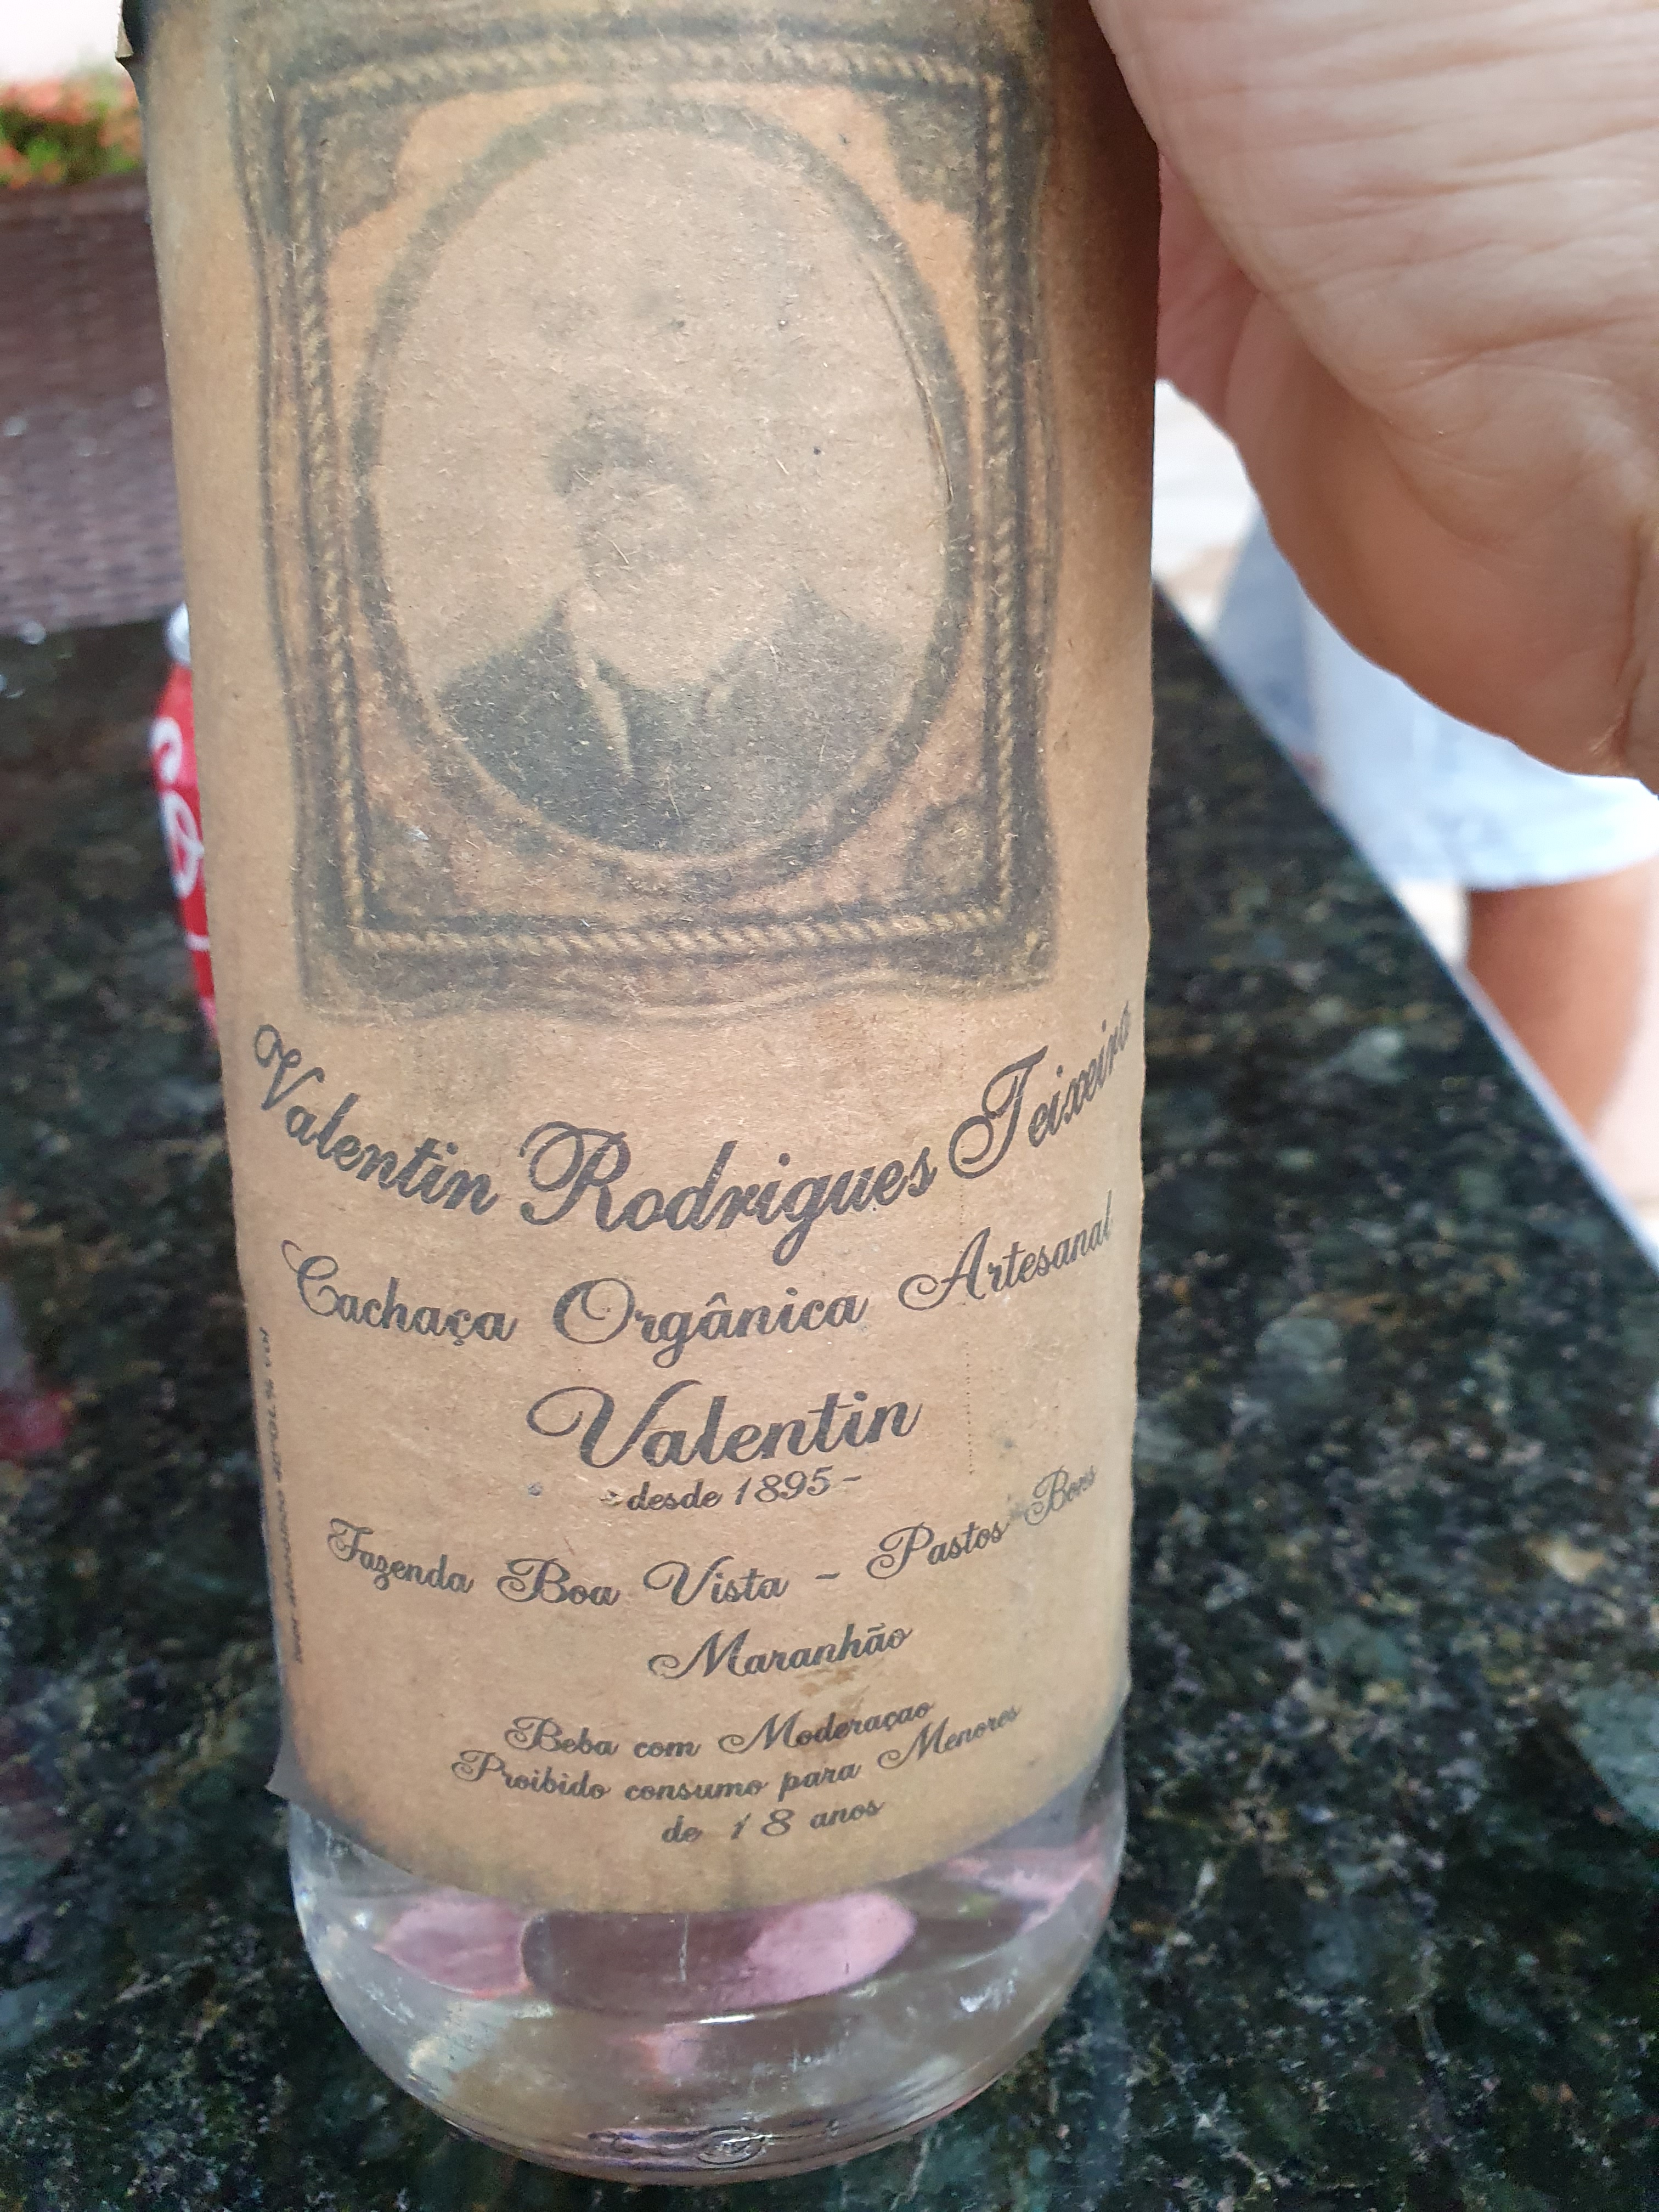 Valentin Rodrigues Teixeira
Cachaça Orgânica Artesanal
Valentin
- desde 1895 -
Fazenda Boa Vista - Pastos Bons
Maranhão
Beba com Moderaçao
Proibido consumo para Menores
de 18 anos